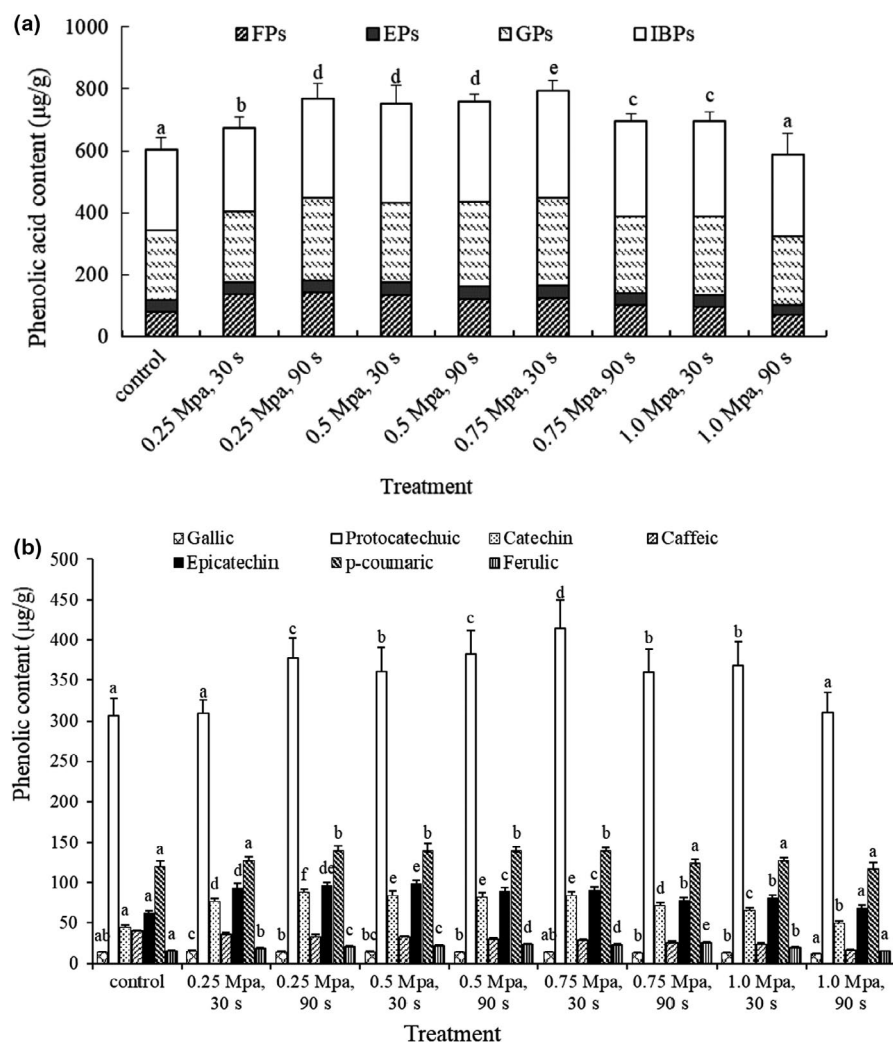 (a)
FPs EPs GPs IBPs
Phenolic acid content (µg/g)
1000
800
600
400
200
0
a b d d d e c c a
control
0.25 Mpa, 30 s
0.25 Mpa, 90 s
0.5 Mpa, 30 s
0.5 Mpa, 90 s
0.75 Mpa, 30 s
0.75 Mpa, 90 s
1.0 Mpa, 30 s
1.0 Mpa, 90 s
Treatment
(b)
Gallic Protocatechuic Catechin Caffeic
Epicatechin p-coumaric Ferulic
Phenolic content (µg/g)
500
450
400
350
300
250
200
150
100
50
0
ab a a a a a
c a d d a b
b c f de b c
bc b e e b c
b c e c b d
ab d e c b d
b b d b a e
b b c b a b
a a b a a a
control
0.25 Mpa, 30 s
0.25 Mpa, 90 s
0.5 Mpa, 30 s
0.5 Mpa, 90 s
0.75 Mpa, 30 s
0.75 Mpa, 90 s
1.0 Mpa, 30 s
1.0 Mpa, 90 s
Treatment